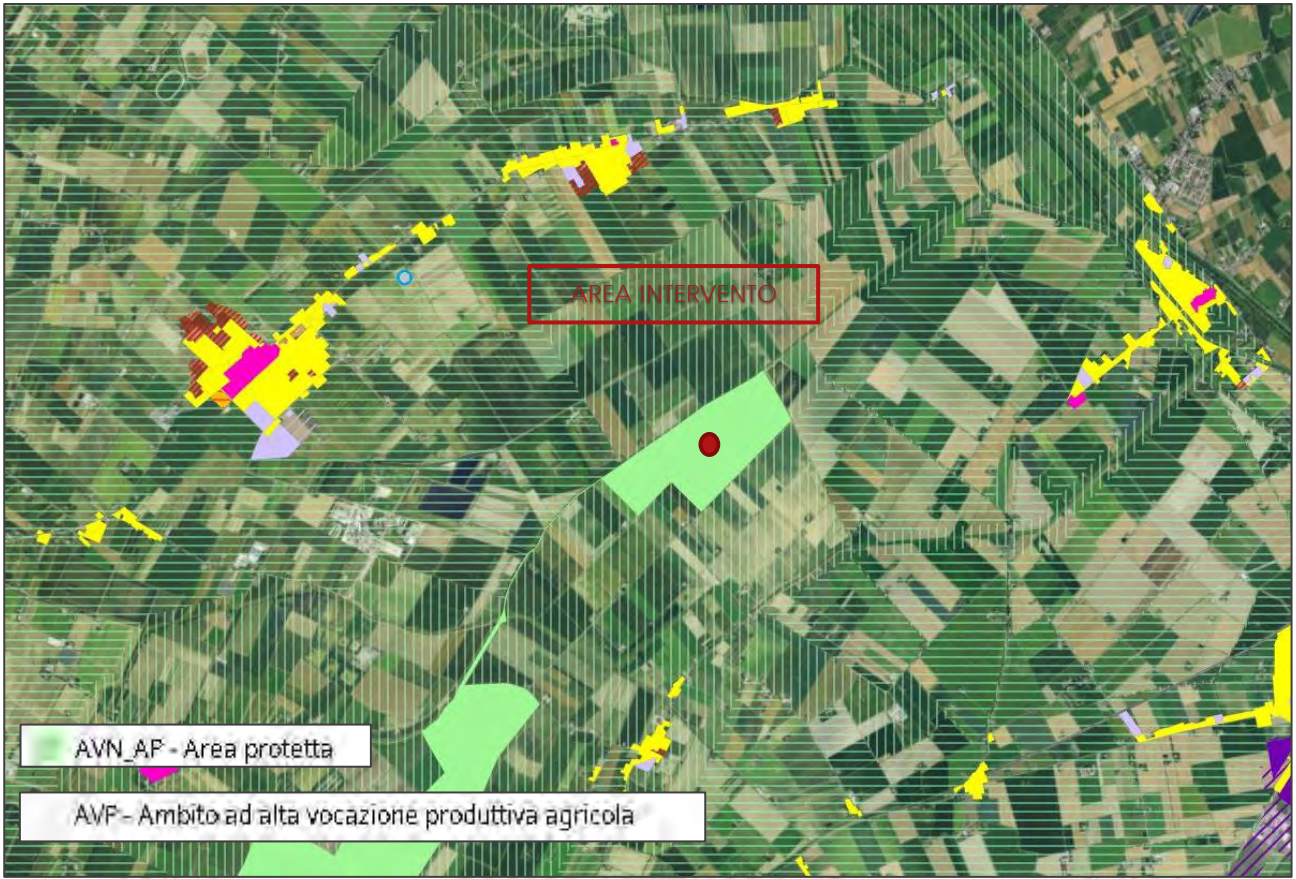 AREA INTERVENTO
AVN_AP - Area protetta
AVP - Ambito ad alta vocazione produttiva agricola